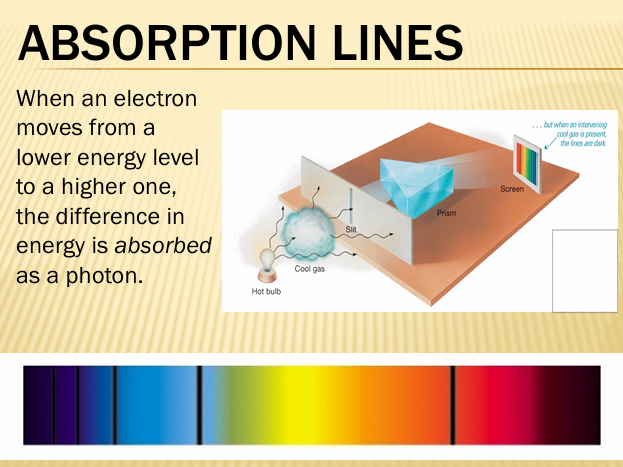 ABSORPTION LINES
When an electron
moves from a
lower energy level
to a higher one,
the difference in
energy is absorbed
as a photon.
. . . but when an intervening
cool gas is present,
the lines are dark.
Screen
Prism
Slit
Cool gas
Hot bulb